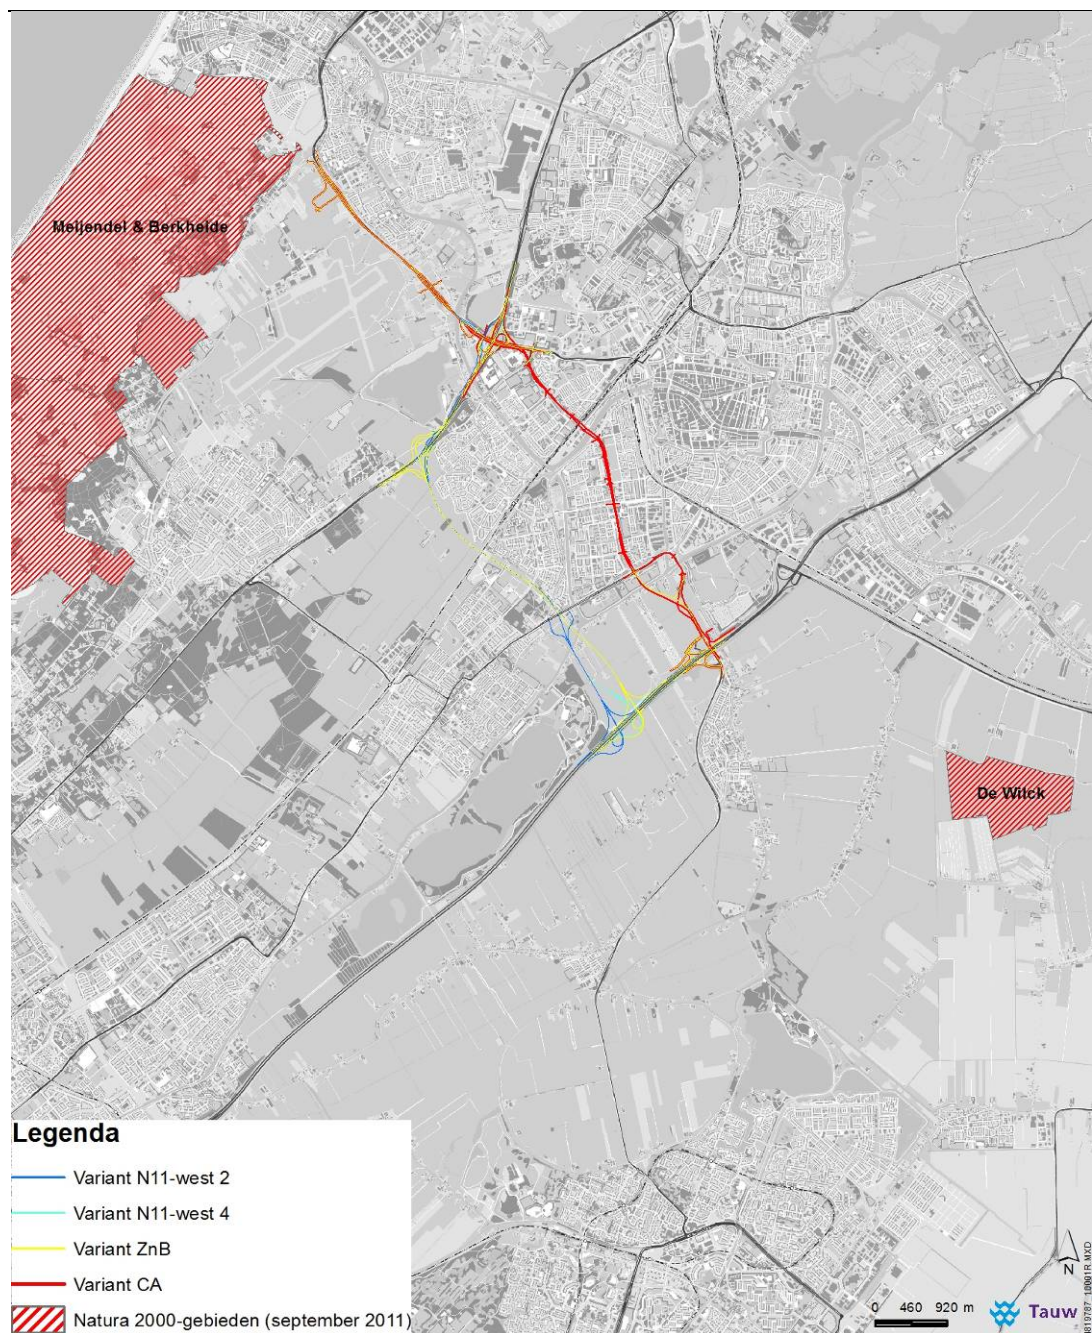 Meijendel & Berkheide
De Wilck
Legenda
Variant N11-west 2
Variant N11-west 4
Variant ZnB
Variant CA
Natura 2000-gebieden (september 2011)
0 460 920 m
N
Tauw